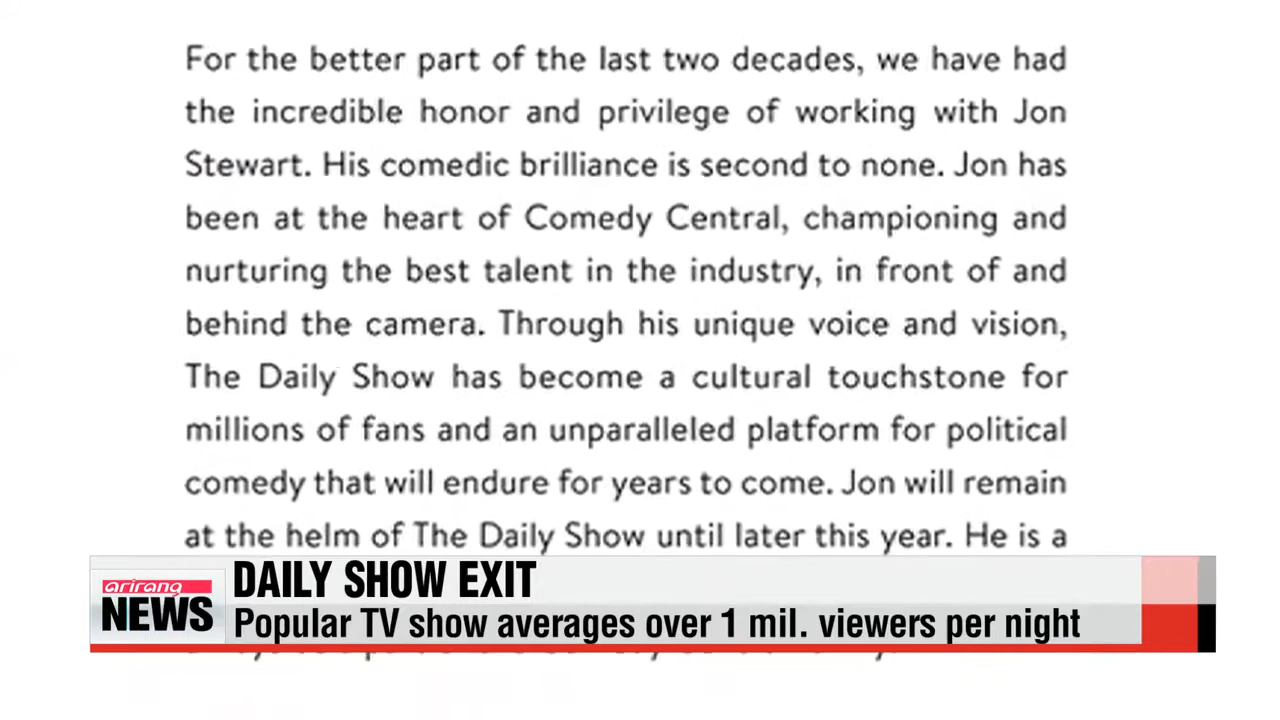 For the better part of the last two decades, we have had
the incredible honor and privilege of working with Jon
Stewart. His comedic brilliance is second to none. Jon has
been at the heart of Comedy Central, championing and
nurturing the best talent in the industry, in front of and
behind the camera. Through his unique voice and vision,
The Daily Show has become a cultural touchstone for
millions of fans and an unparalleled platform for political
comedy that will endure for years to come. Jon will remain
at the helm of The Daily Show until later this year. He is a
arirang
NEWS
DAILY SHOW EXIT
Popular TV show averages over 1 mil. viewers per night